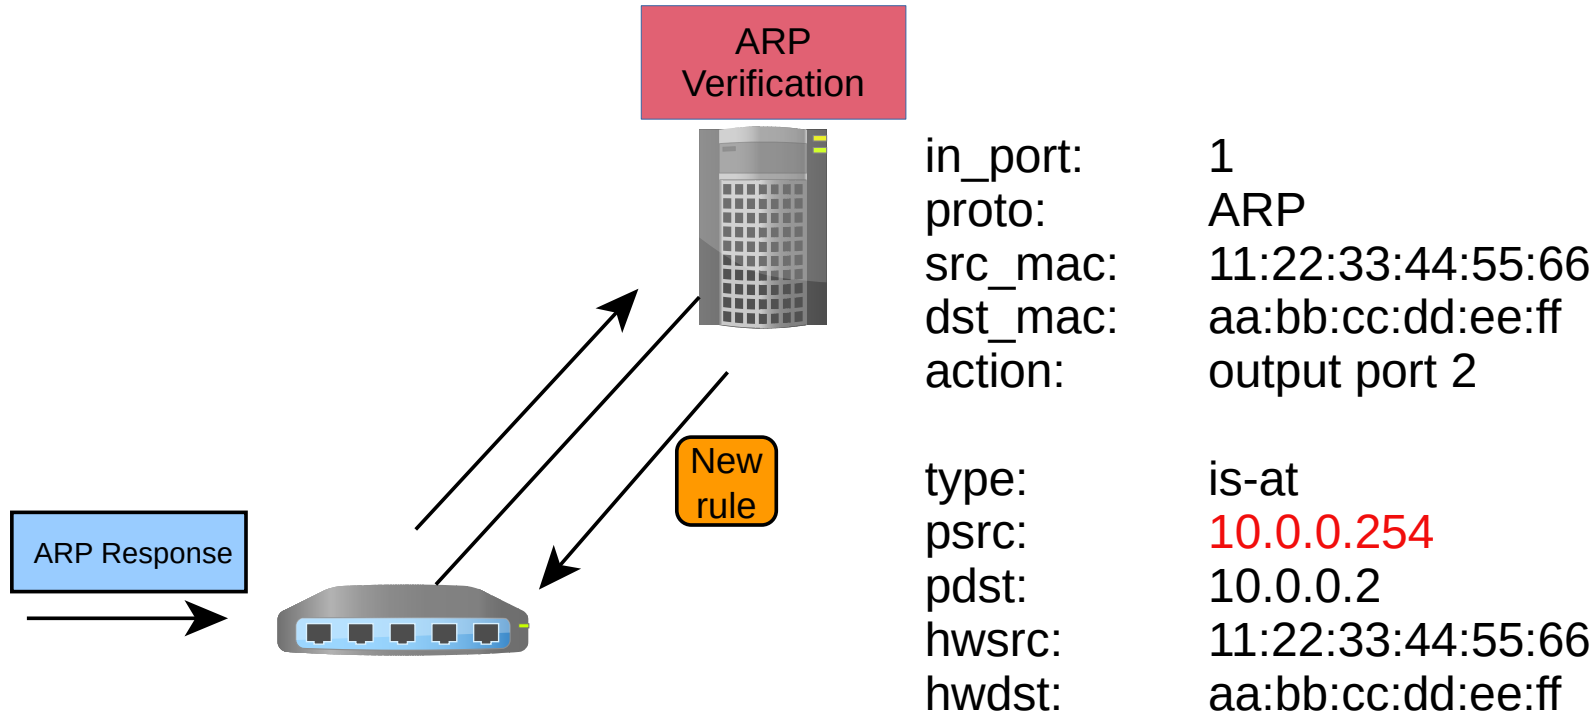 ARP
Verification
in_port: 1
proto: ARP
src_mac: 11:22:33:44:55:66
dst_mac: aa:bb:cc:dd:ee:ff
action: output port 2
New
rule
type: is-at
psrc: 10.0.0.254
pdst: 10.0.0.2
hwsrc: 11:22:33:44:55:66
hwdst: aa:bb:cc:dd:ee:ff
ARP Response